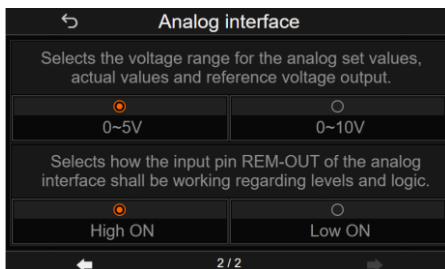 Analog interface
Selects the voltage range for the analog set values,
actual values and reference voltage output.
0~5V
0~10V
Selects how the input pin REM-OUT of the analog
interface shall be working regarding levels and logic.
High ON
Low ON
2 / 2